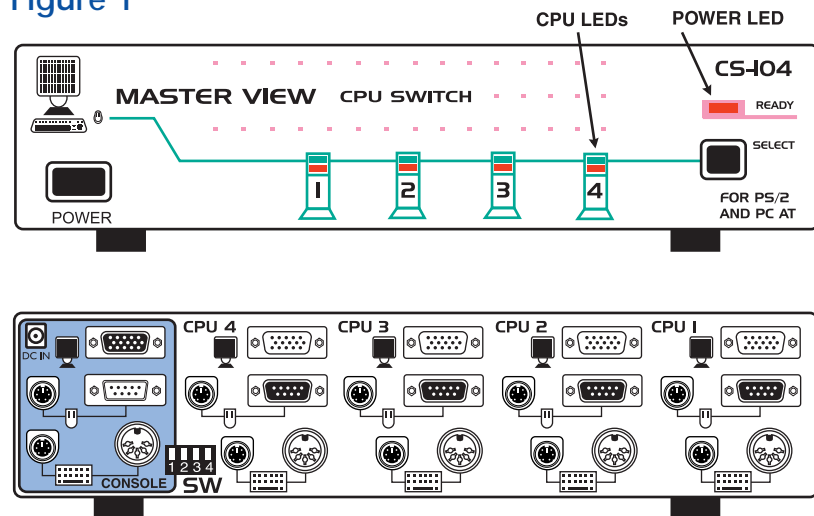 Figure 1
CPU LEDs
POWER LED
CS-104
MASTER VIEW CPU SWITCH
READY
SELECT
1 2 3 4
POWER
FOR PS/2
AND PC AT
CPU 4 CPU 3 CPU 2 CPU 1
DC IN
1 2 3 4
CONSOLE
SW